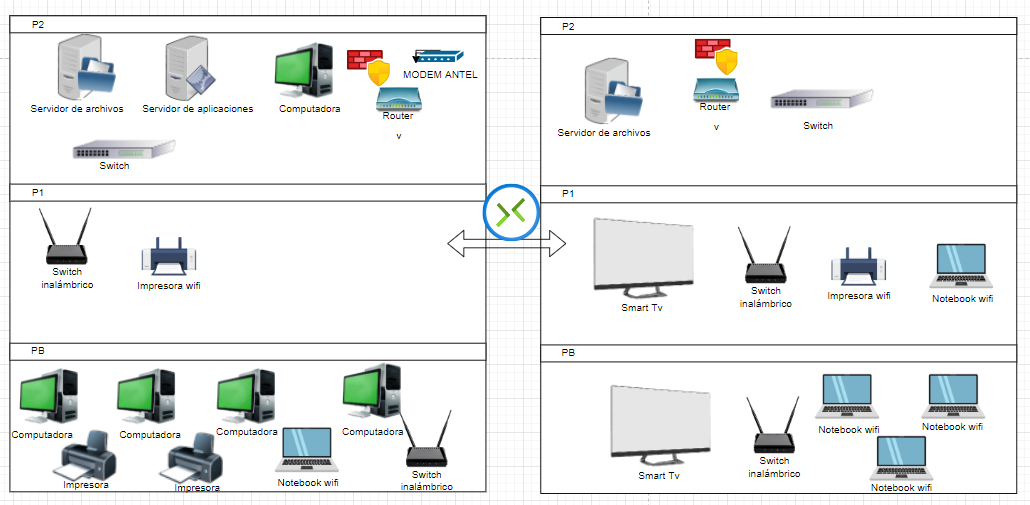 P2
Servidor de archivos
Servidor de aplicaciones
Computadora
MODEM ANTEL
Router
v
Switch
P1
Switch
inalámbrico
Impresora wifi
PB
Computadora
Computadora
Computadora
Computadora
Impresora
Impresora
Notebook wifi
Switch
inalámbrico
P2
Servidor de archivos
Router
v
Switch
P1
Smart Tv
Switch
inalámbrico
Impresora wifi
Notebook wifi
PB
Smart Tv
Switch
inalámbrico
Notebook wifi
Notebook wifi
Notebook wifi